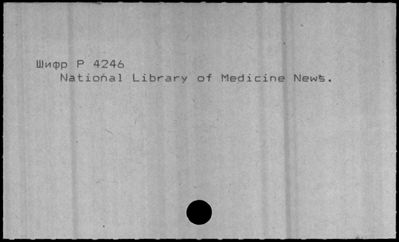 Шифр P 4246
National Library of Medicine News.